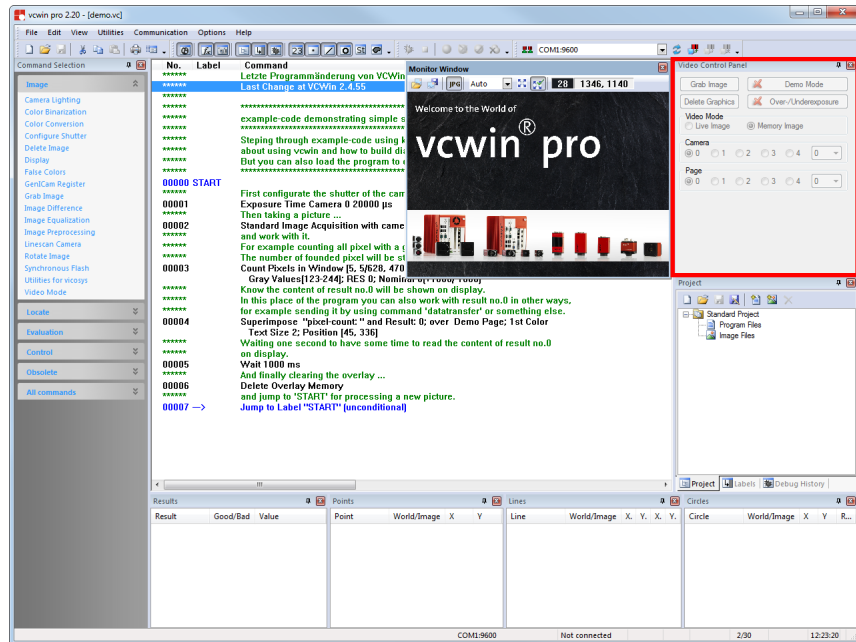 vcwin pro 2.20 - [demo.vc]
File Edit View Utilities Communication Options Help
COM1:9600
Command Selection
Image
Camera Lighting
Color Binarization
Color Conversion
Configure Shutter
Delete Image
Display
False Colors
GenICam Register
Grab Image
Image Difference
Image Equalization
Image Preprocessing
Linescan Camera
Rotate Image
Synchronous Flash
Utilities for vicosys
Video Mode
Locate
Evaluation
Control
Obsolete
All commands
No. Label Command
****** Letzte Programmänderung von VCWin
****** Last Change at VCWin 2.4.55
******
****** **************************************
****** example-code demonstrating simple s
****** **************************************
****** Steping through example-code using k
****** about using vcwin and how to build di
****** But you can also load the program to
****** **************************************
00000 START
****** First configurate the shutter of the cam
00001 Exposure Time Camera 0 20000 µs
****** Then taking a picture ...
00002 Standard Image Acquisition with came
****** and work with it.
****** For example counting all pixel with a g
****** The number of founded pixel will be st
00003 Count Pixels in Window [5, 5/628, 470
Gray Values[123-244]; RES 0; Nominal
****** Know the content of result no.0 will be shown on display.
****** In this place of the program you can also work with result no.0 in other ways,
****** for example sending it by using command 'datatransfer' or something else.
00004 Superimpose "pixel-count: " and Result: 0; over Demo Page; 1st Color
Text Size 2; Position [45, 336]
****** Waiting one second to have some time to read the content of result no.0
****** on display.
00005 Wait 1000 ms
****** And finally clearing the overlay ...
00006 Delete Overlay Memory
****** and jump to 'START' for processing a new picture.
00007 --> Jump to Label "START" (unconditional)
Monitor Window
JPG Auto 28 1346, 1140
Welcome to the World of
vcwin® pro
Video Control Panel
Grab Image Demo Mode
Delete Graphics Over-/Underexposure
Video Mode
Live Image Memory Image
Camera
0 1 2 3 4 0
Page
0 1 2 3 4 0
Project
Standard Project
Program Files
Image Files
Project Labels Debug History
Results
Result Good/Bad Value
Points
Point World/Image X Y
Lines
Line World/Image X. Y. X. Y.
Circles
Circle World/Image X Y R...
COM1:9600 Not connected 2/30 12:23:20